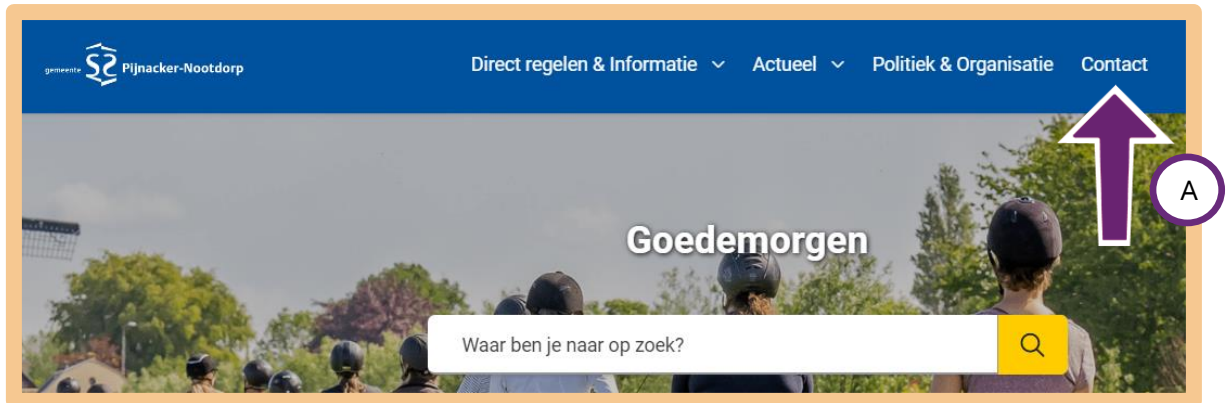 gemeente Pijnacker-Nootdorp
Direct regelen & Informatie Actueel Politiek & Organisatie Contact
A
Goedemorgen
Waar ben je naar op zoek?